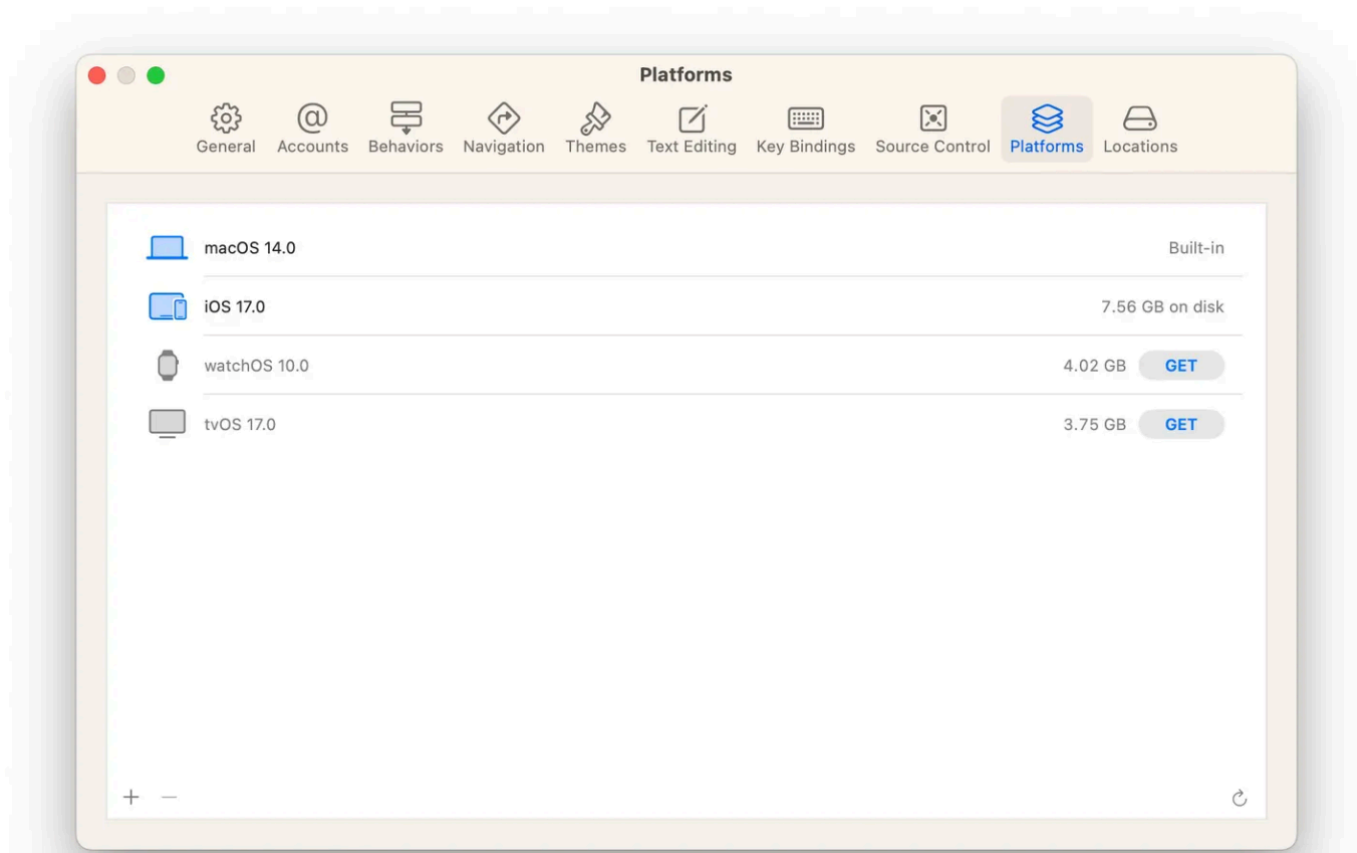 Platforms
General Accounts Behaviors Navigation Themes Text Editing Key Bindings Source Control Platforms Locations
macOS 14.0 Built-in
iOS 17.0 7.56 GB on disk
watchOS 10.0 4.02 GB GET
tvOS 17.0 3.75 GB GET